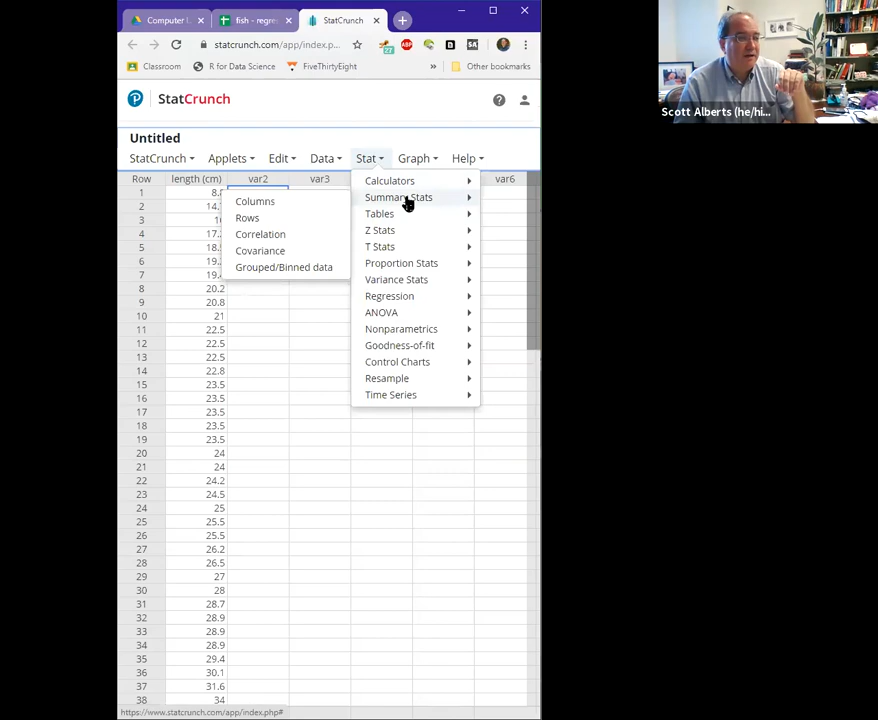 Computer l
fish - regre
StatCrunch
statcrunch.com/app/index.p...
Classroom
R for Data Science
FiveThirtyEight
Other bookmarks
StatCrunch
Untitled
StatCrunch Applets Edit Data Stat Graph Help
Row length (cm) var2 var3 var6
Calculators
Summary Stats
Tables
Z Stats
T Stats
Proportion Stats
Variance Stats
Regression
ANOVA
Nonparametrics
Goodness-of-fit
Control Charts
Resample
Time Series
Columns
Rows
Correlation
Covariance
Grouped/Binned data
1
2
3
4
5
6
7
8 20.2
9 20.8
10 21
11 22.5
12 22.5
13 22.5
14 22.8
15 23.5
16 23.5
17 23.5
18 23.5
19 23.5
20 24
21 24
22 24.2
23 24.5
24 25
25 25.5
26 25.5
27 26.2
28 26.5
29 27
30 28
31 28.7
32 28.9
33 28.9
34 28.9
35 29.4
36 30.1
37 31.6
38 34
https://www.statcrunch.com/app/index.php#
Scott Alberts (he/hi...